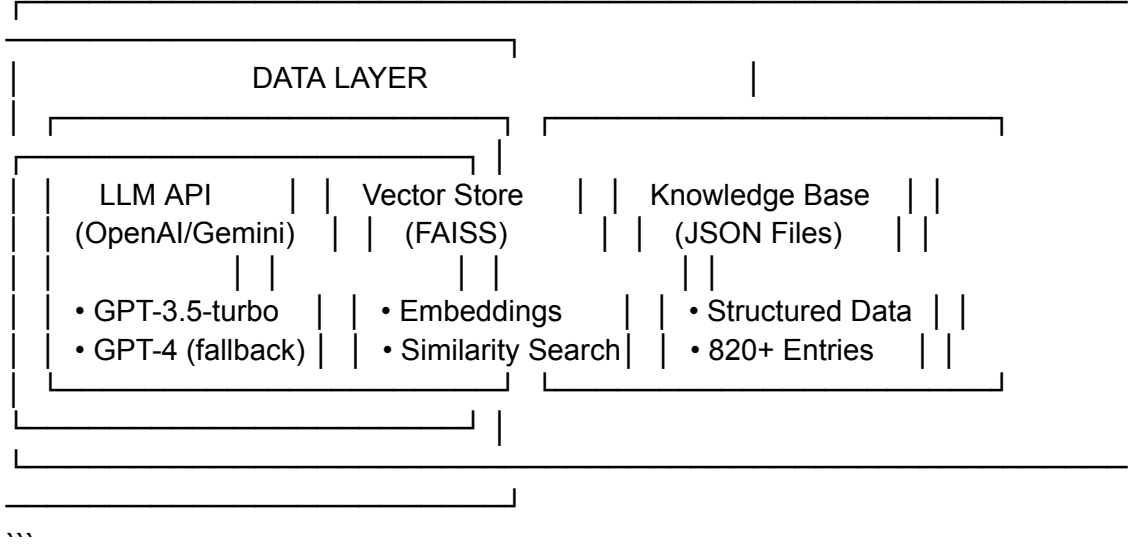 DATA LAYER
LLM API Vector Store Knowledge Base
(OpenAI/Gemini) (FAISS) (JSON Files)
• GPT-3.5-turbo • Embeddings • Structured Data
• GPT-4 (fallback) • Similarity Search • 820+ Entries
```